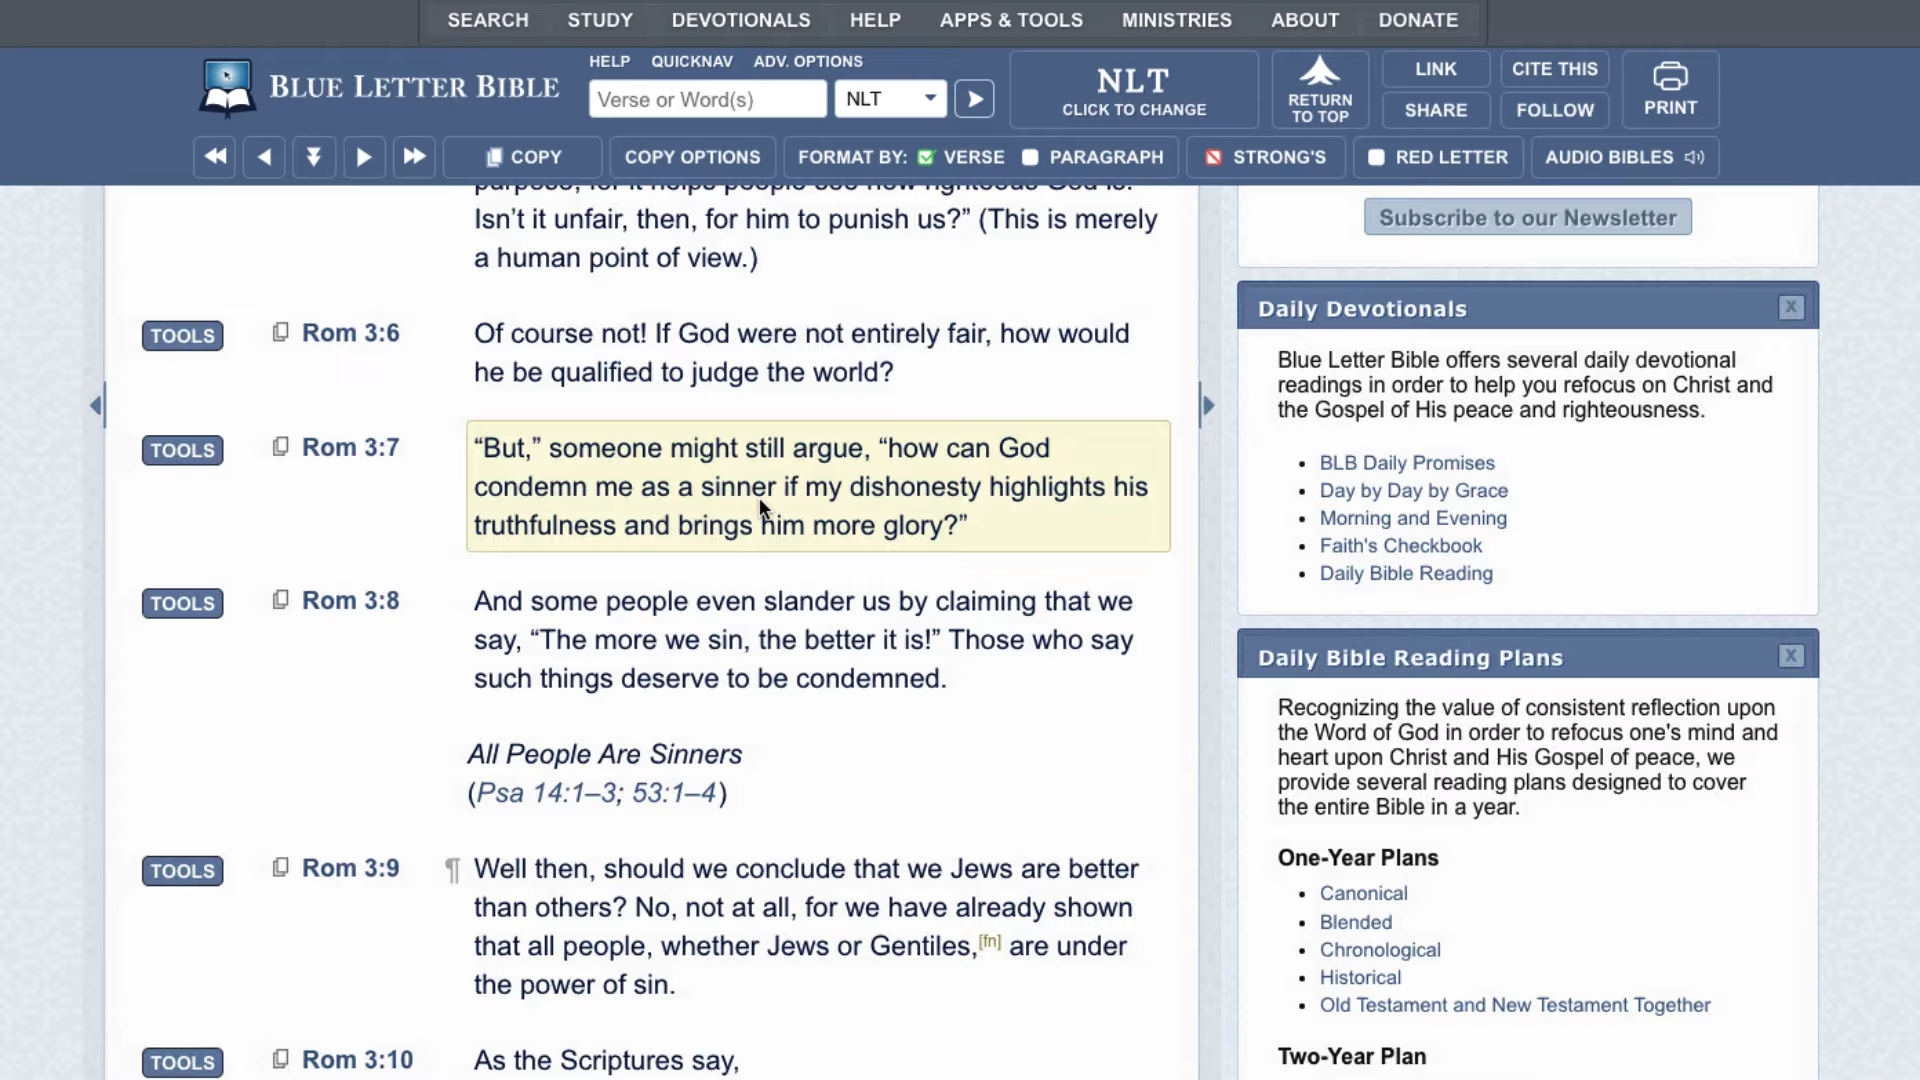 SEARCH STUDY DEVOTIONALS HELP APPS & TOOLS MINISTRIES ABOUT DONATE
BLUE LETTER BIBLE
HELP QUICKNAV ADV. OPTIONS
Verse or Word(s) NLT
NLT
CLICK TO CHANGE
RETURN
TO TOP
LINK CITE THIS
SHARE FOLLOW
PRINT
COPY COPY OPTIONS FORMAT BY: VERSE PARAGRAPH STRONG'S RED LETTER AUDIO BIBLES
purpose, for it helps people see how righteous God is.
Isn’t it unfair, then, for him to punish us?” (This is merely
a human point of view.)
TOOLS Rom 3:6 Of course not! If God were not entirely fair, how would
he be qualified to judge the world?
TOOLS Rom 3:7 “But,” someone might still argue, “how can God
condemn me as a sinner if my dishonesty highlights his
truthfulness and brings him more glory?”
TOOLS Rom 3:8 And some people even slander us by claiming that we
say, “The more we sin, the better it is!” Those who say
such things deserve to be condemned.
All People Are Sinners
(Psa 14:1–3; 53:1–4)
TOOLS Rom 3:9 ¶ Well then, should we conclude that we Jews are better
than others? No, not at all, for we have already shown
that all people, whether Jews or Gentiles,[fn] are under
the power of sin.
TOOLS Rom 3:10 As the Scriptures say,
Subscribe to our Newsletter
Daily Devotionals X
Blue Letter Bible offers several daily devotional
readings in order to help you refocus on Christ and
the Gospel of His peace and righteousness.
• BLB Daily Promises
• Day by Day by Grace
• Morning and Evening
• Faith's Checkbook
• Daily Bible Reading
Daily Bible Reading Plans X
Recognizing the value of consistent reflection upon
the Word of God in order to refocus one's mind and
heart upon Christ and His Gospel of peace, we
provide several reading plans designed to cover
the entire Bible in a year.
One-Year Plans
• Canonical
• Blended
• Chronological
• Historical
• Old Testament and New Testament Together
Two-Year Plan